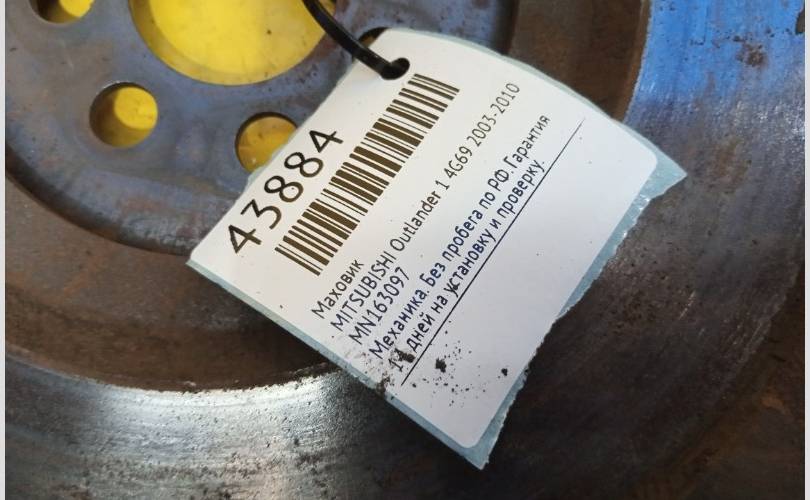 43884
Маховик
MITSUBISHI Outlander 1 4G69 2003-2010
MN163097
Механика. Без пробега по РФ. Гарантия
дней на установку и проверку.